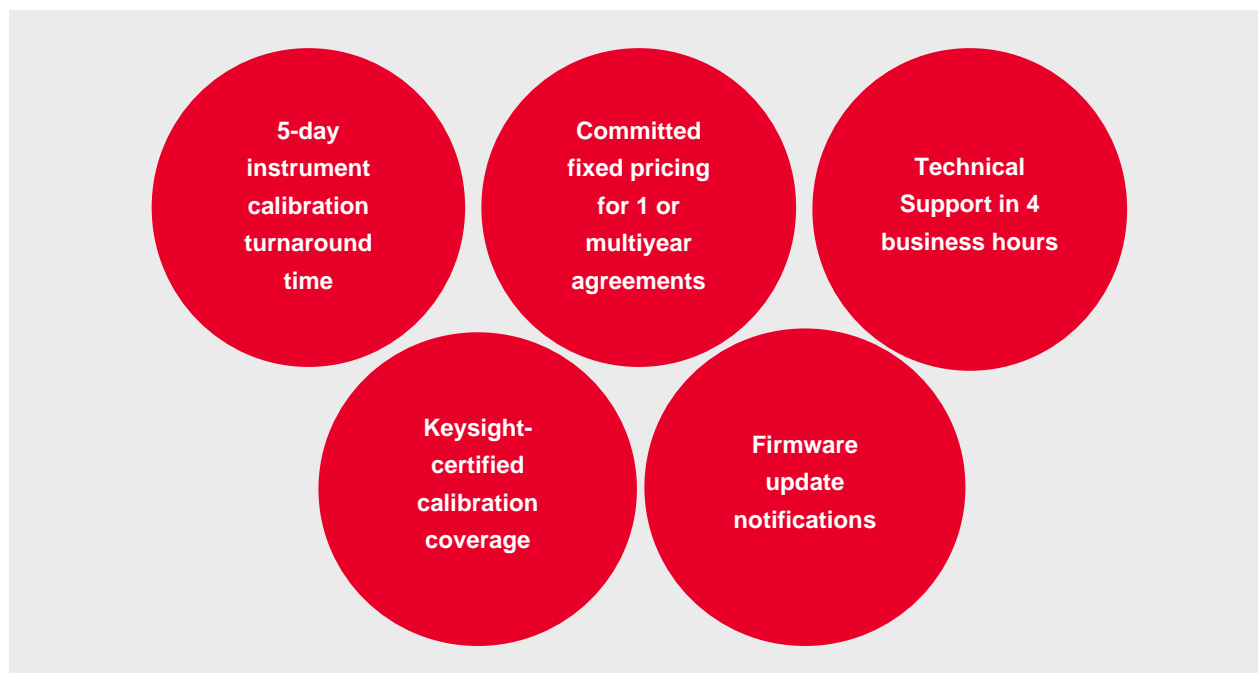 5-day
instrument
calibration
turnaround
time
Committed
fixed pricing
for 1 or
multiyear
agreements
Technical
Support in 4
business hours
Keysight-
certified
calibration
coverage
Firmware
update
notifications